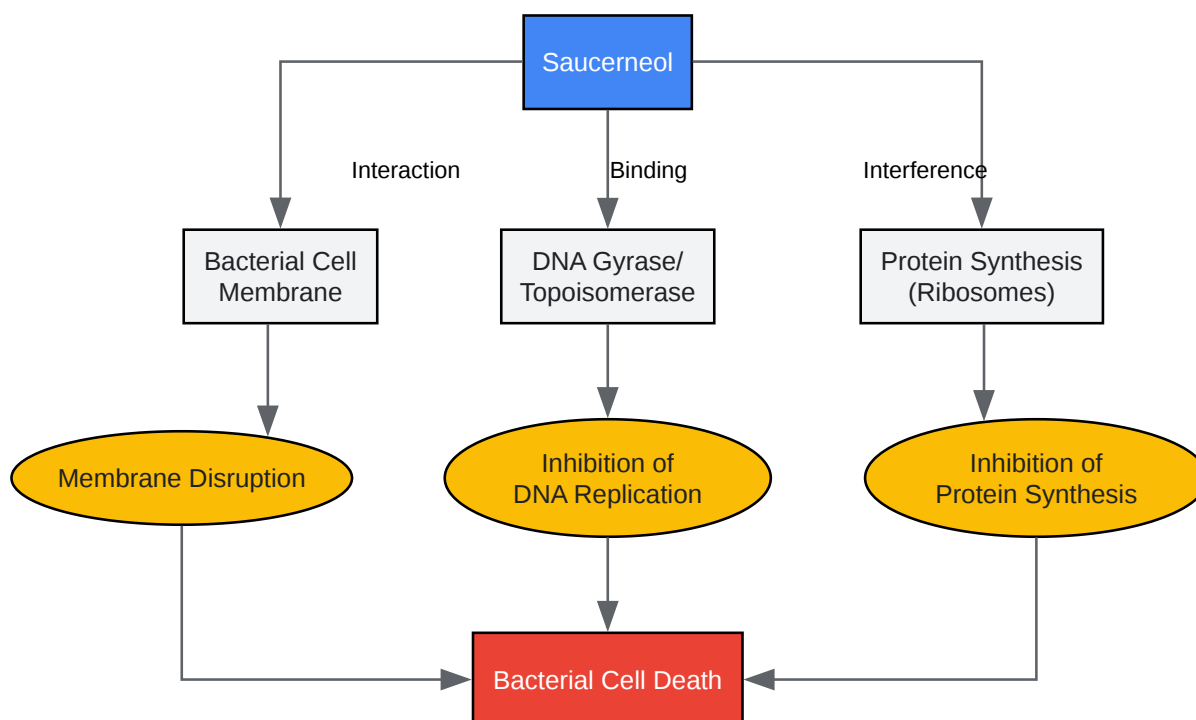 Saucerneol
Interaction
Binding
Interference
Bacterial Cell
Membrane
DNA Gyrase/
Topoisomerase
Protein Synthesis
(Ribosomes)
Membrane Disruption
Inhibition of
DNA Replication
Inhibition of
Protein Synthesis
Bacterial Cell Death